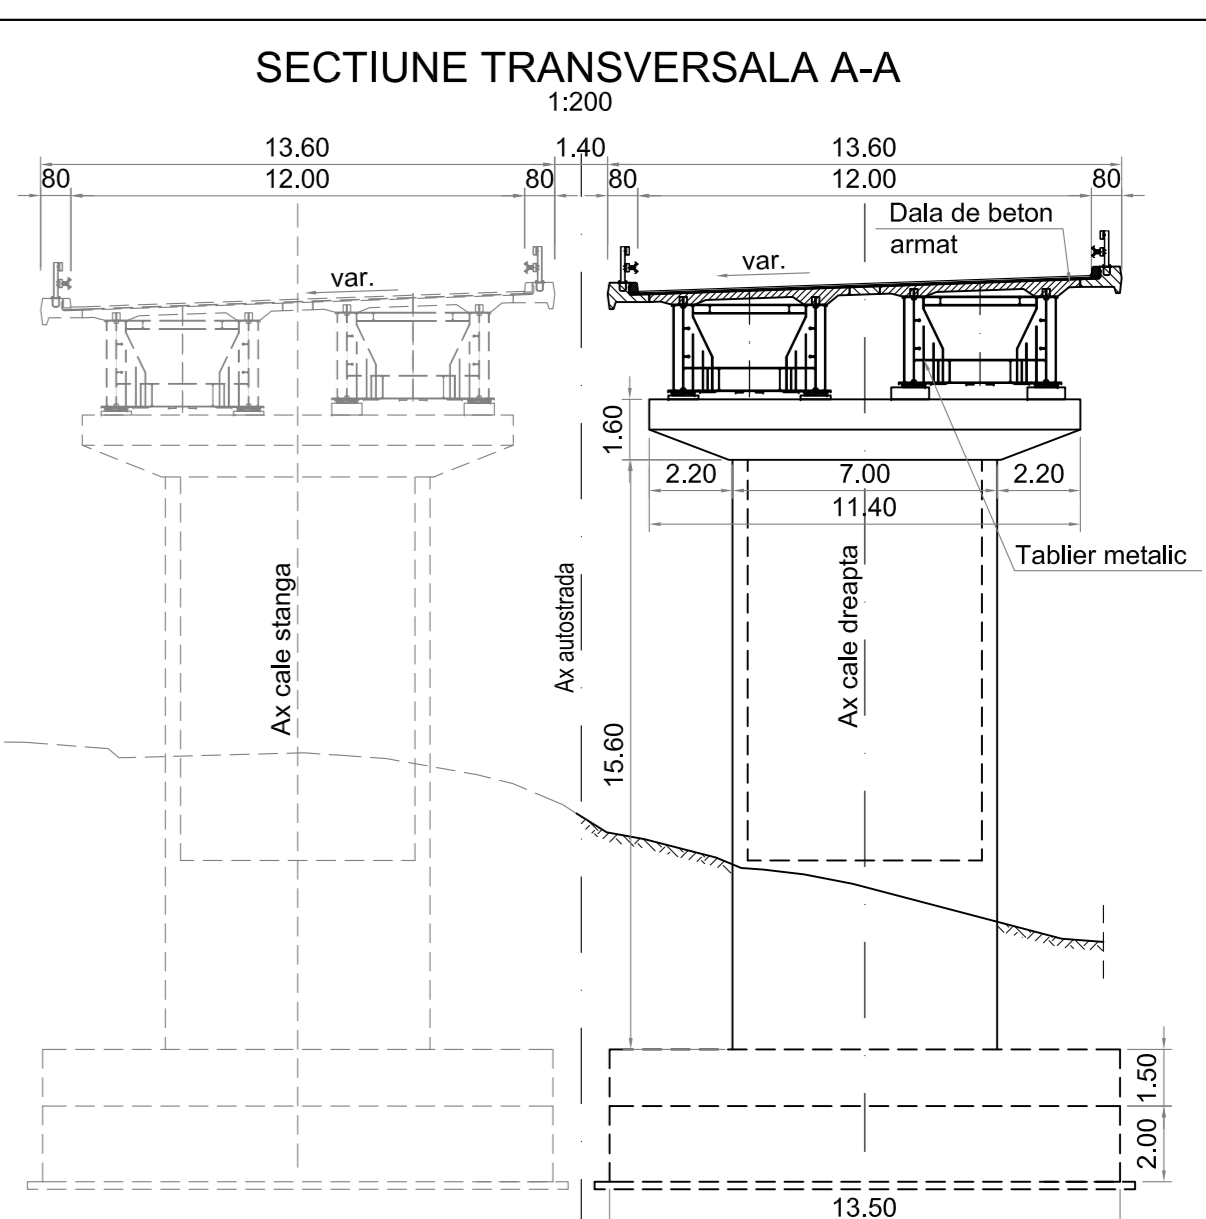 SECTIUNE TRANSVERSALA A-A
1:200
13.60 1.40 13.60
80 12.00 80 80 12.00 80
Dala de beton
armat
var. var.
1.60
2.20 7.00 2.20
11.40
Tablier metalic
Ax cale stanga
Ax autostrada
Ax cale dreapta
15.60
1.50
2.00
13.50